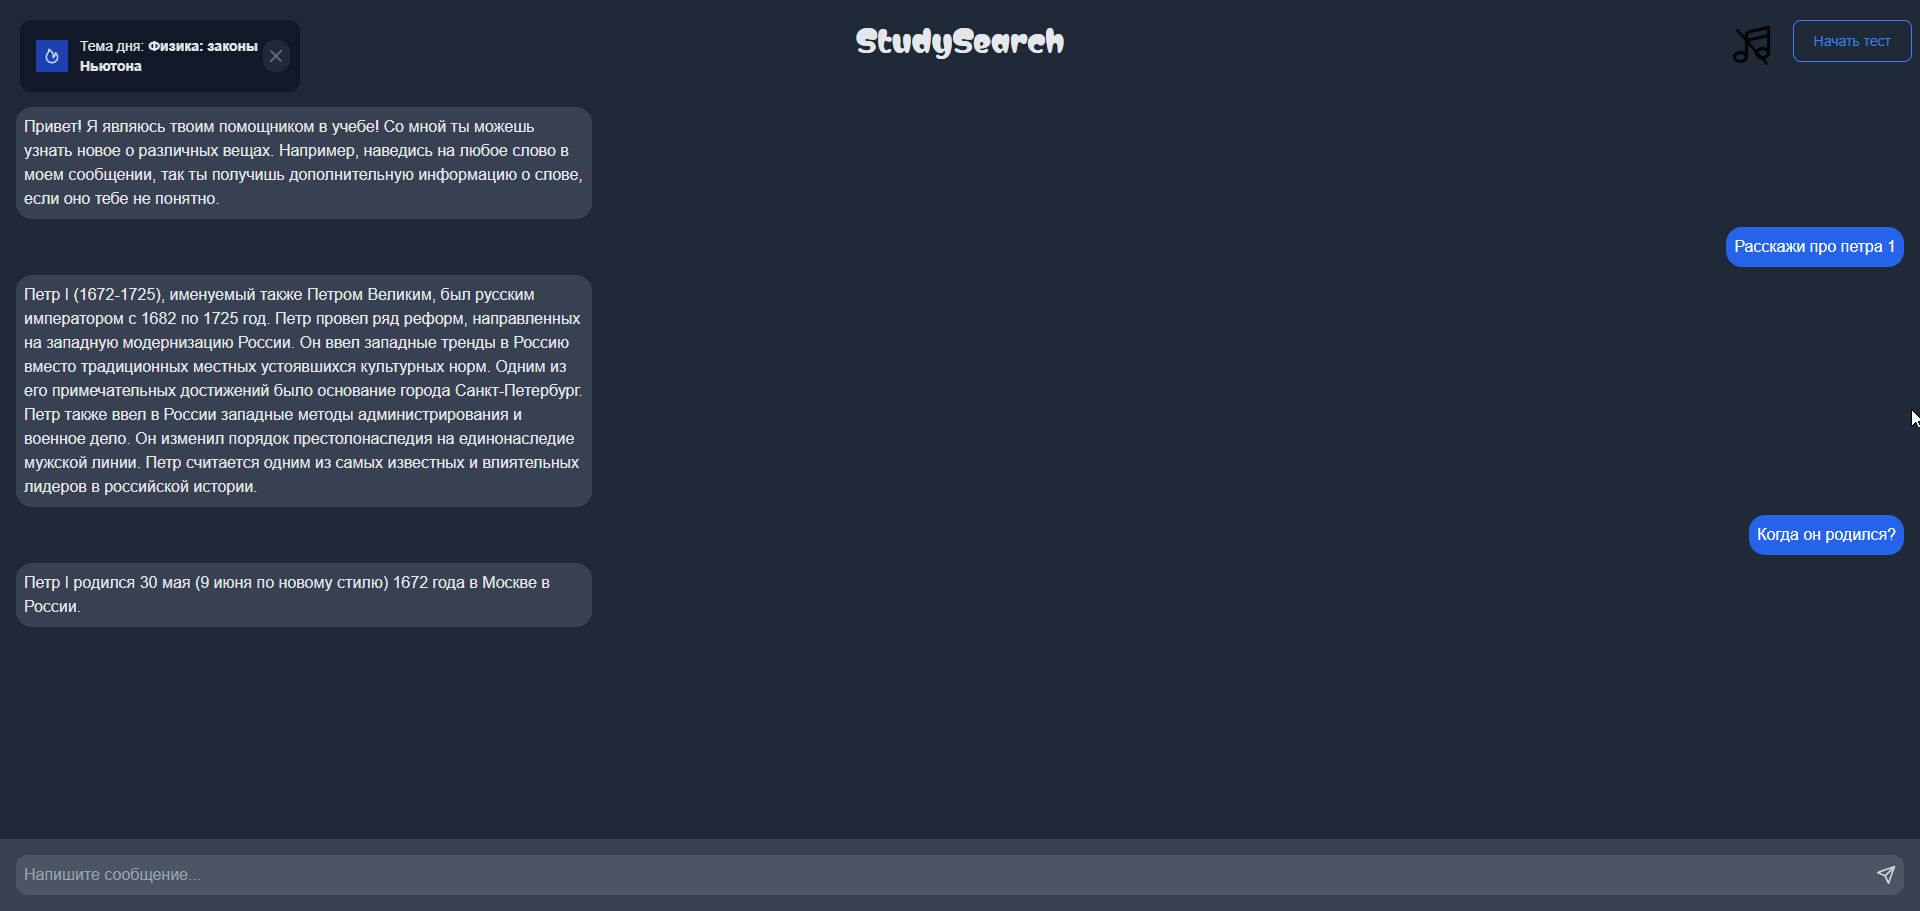 Тема дня: Физика: законы
Ньютона
StudySearch
Начать тест
Привет! Я являюсь твоим помощником в учебе! Со мной ты можешь
узнать новое о различных вещах. Например, наведись на любое слово в
моем сообщении, так ты получишь дополнительную информацию о слове,
если оно тебе не понятно.
Расскажи про петра 1
Петр I (1672-1725), именуемый также Петром Великим, был русским
императором с 1682 по 1725 год. Петр провел ряд реформ, направленных
на западную модернизацию России. Он ввел западные тренды в Россию
вместо традиционных местных устоявшихся культурных норм. Одним из
его примечательных достижений было основание города Санкт-Петербург.
Петр также ввел в России западные методы администрирования и
военное дело. Он изменил порядок престолонаследия на единонаследие
мужской линии. Петр считается одним из самых известных и влиятельных
лидеров в российской истории.
Когда он родился?
Петр I родился 30 мая (9 июня по новому стилю) 1672 года в Москве в
России.
Напишите сообщение...